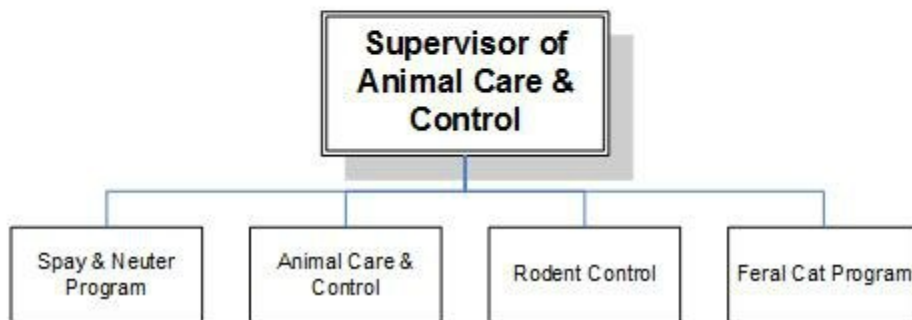 Supervisor of
Animal Care &
Control
Spay & Neuter
Program
Animal Care &
Control
Rodent Control
Feral Cat Program